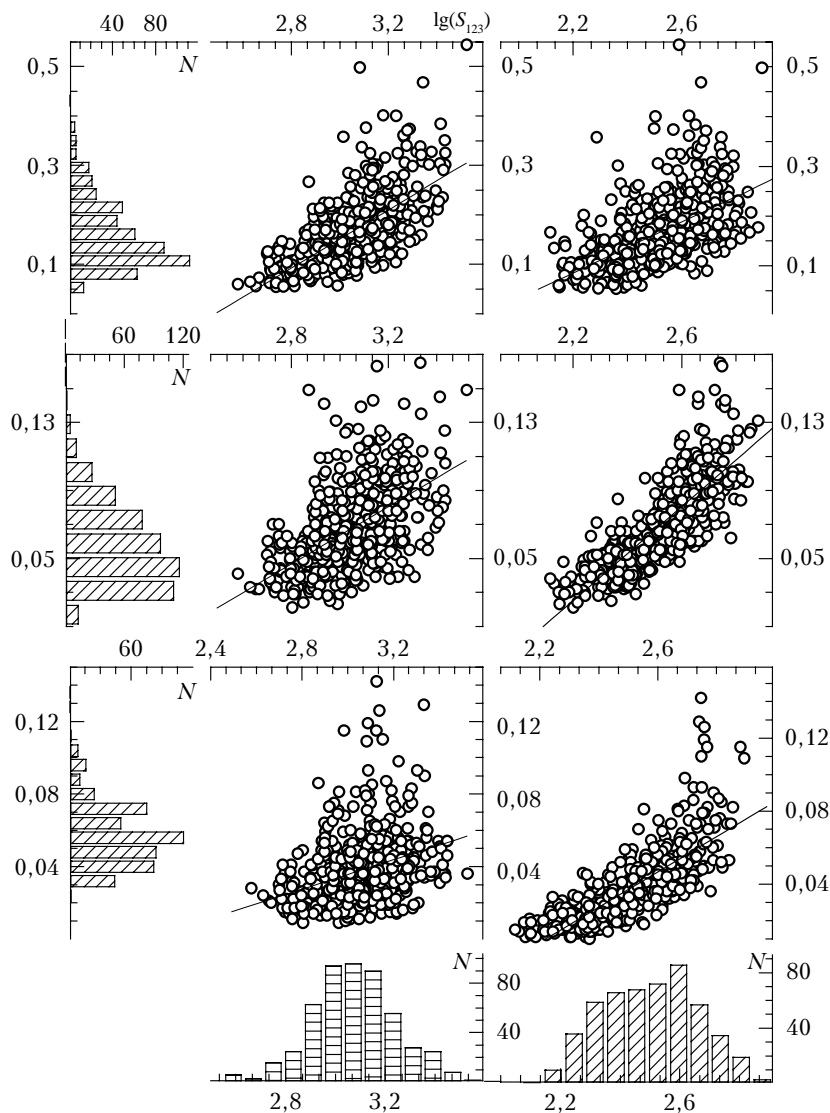 40 80 2,8 3,2 lg(S123) 2,2 2,6
N
0,5 0,5 0,5
0,3 0,3 0,3
0,1 0,1 0,1
60 120 2,8 3,2 2,2 2,6
N
0,13 0,13 0,13
0,05 0,05 0,05
60 2,4 2,8 3,2 2,2 2,6
N
0,12 0,12 0,12
0,08 0,08 0,08
0,04 0,04 0,04
N N
80 80
40 40
2,8 3,2 2,2 2,6